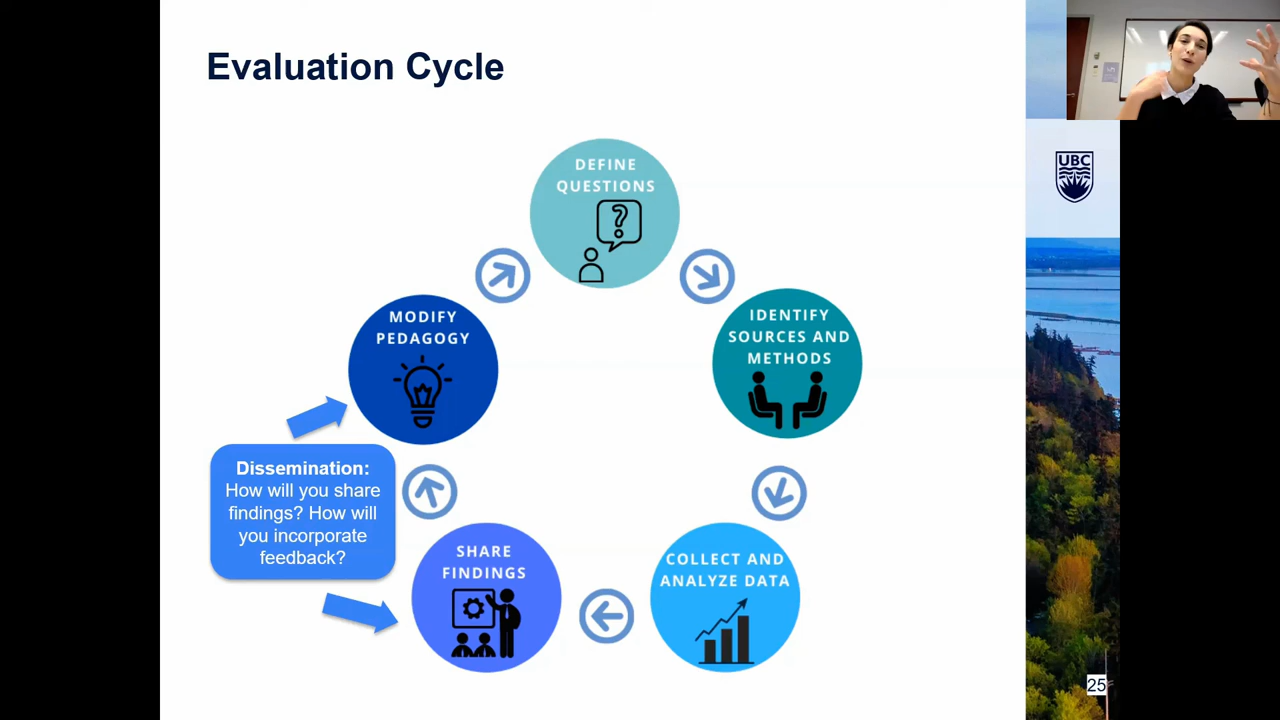 Evaluation Cycle
DEFINE
QUESTIONS
?
IDENTIFY
SOURCES AND
METHODS
COLLECT AND
ANALYZE DATA
SHARE
FINDINGS
MODIFY
PEDAGOGY
Dissemination:
How will you share
findings? How will
you incorporate
feedback?
UBC
25